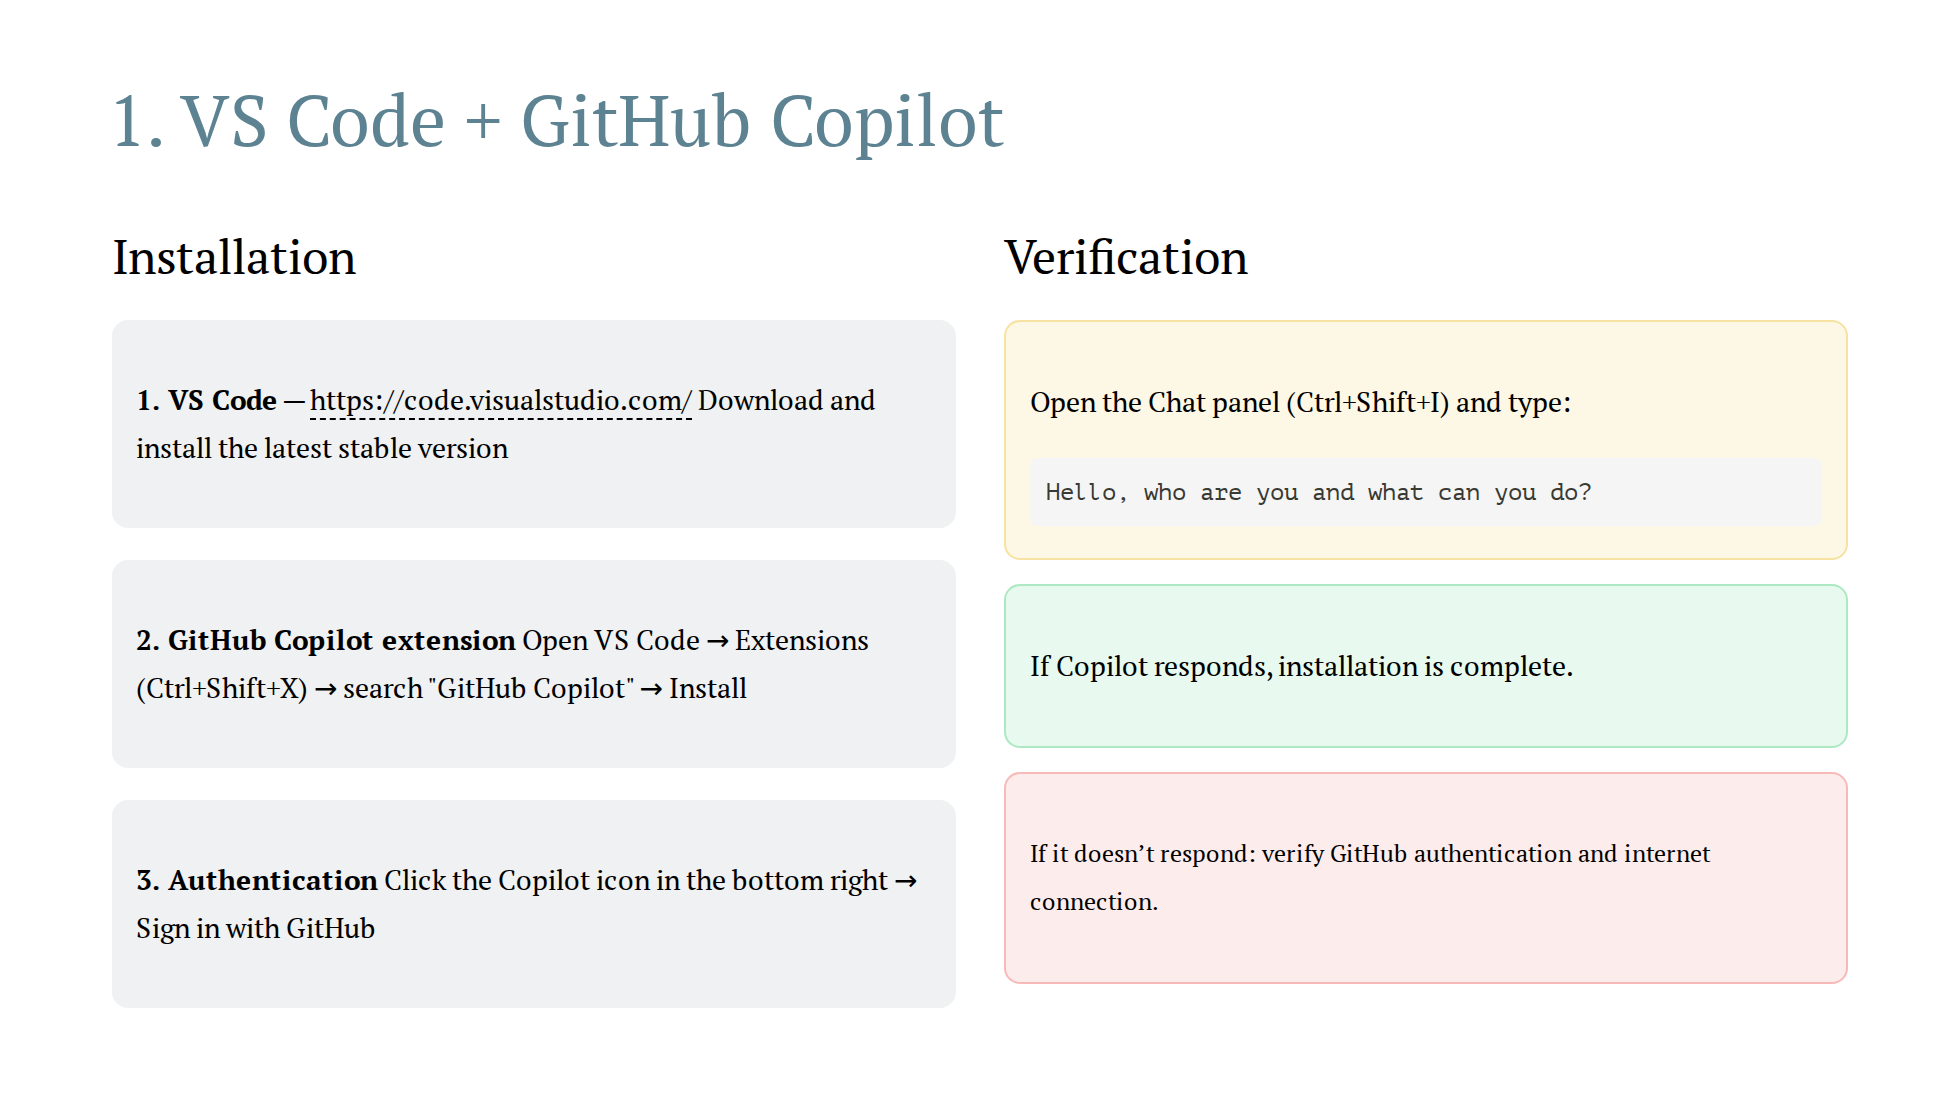 1. VS Code + GitHub Copilot
Installation
1. VS Code — https://code.visualstudio.com/ Download and
install the latest stable version
2. GitHub Copilot extension Open VS Code → Extensions
(Ctrl+Shift+X) → search "GitHub Copilot" → Install
3. Authentication Click the Copilot icon in the bottom right →
Sign in with GitHub
Verification
Open the Chat panel (Ctrl+Shift+I) and type:
Hello, who are you and what can you do?
If Copilot responds, installation is complete.
If it doesn’t respond: verify GitHub authentication and internet
connection.